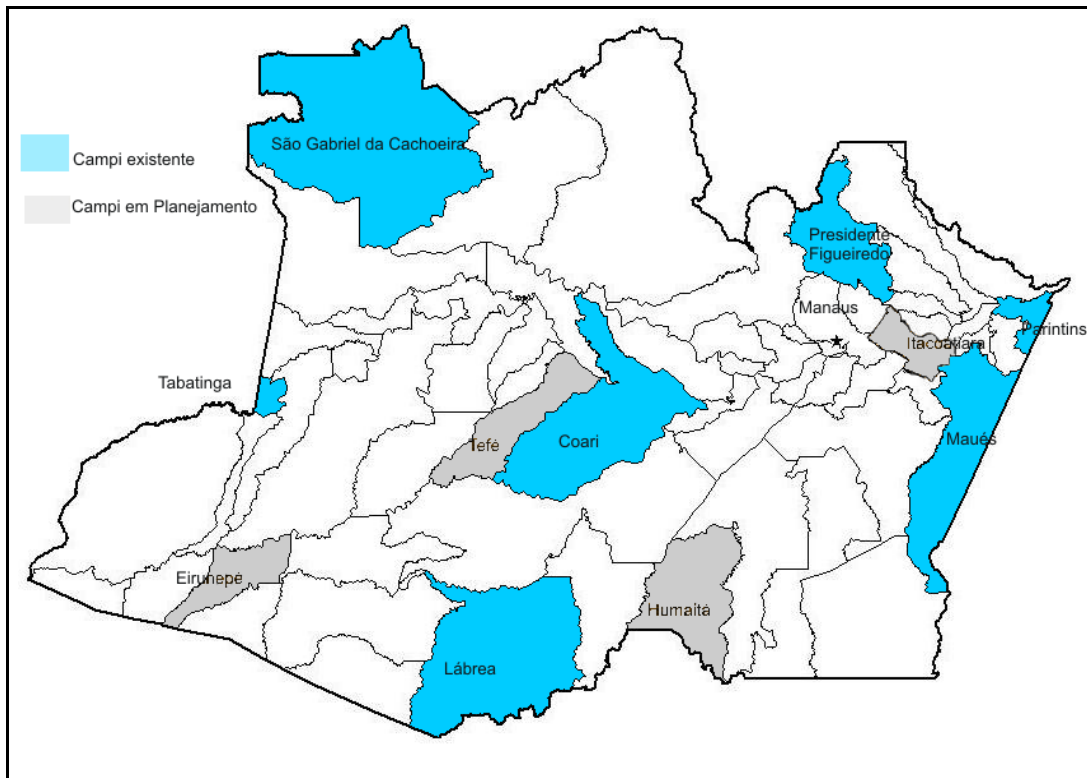 São Gabriel da Cachoeira
Campi existente
Campi em Planejamento
Presidente
Figueiredo
Manaus
Parintins
Itacoatiara
Tabatinga
Tefé
Coari
Maués
Eirunepé
Humaitá
Lábrea